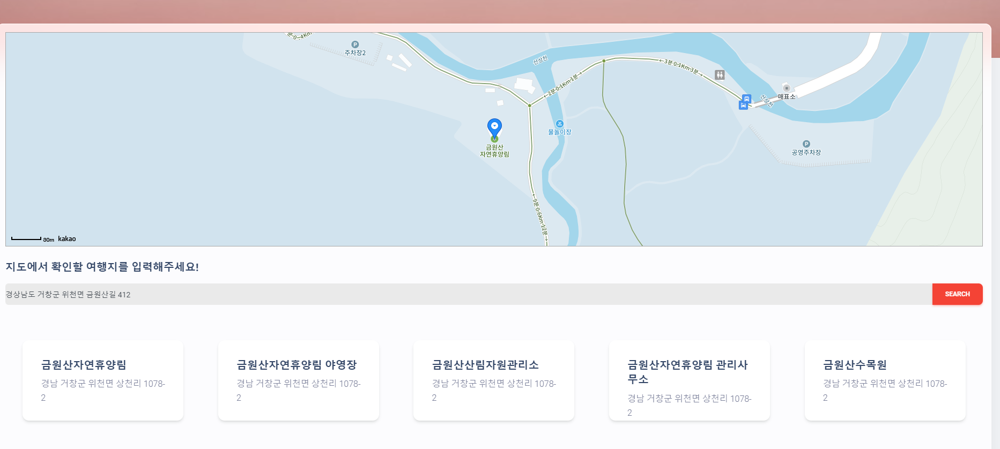 분 0.4Km
주차장2
신상천
←2분 0.1Km 1분→
←3분 0.1Km 3분→
매표소
신상천
물놀이장
금원산
자연휴양림
공영주차장
←9분 0.6Km 12분→
30m kakao
지도에서 확인할 여행지를 입력해주세요!
경상남도 거창군 위천면 금원산길 412
SEARCH
금원산자연휴양림
경남 거창군 위천면 상천리 1078-
2
금원산자연휴양림 야영장
경남 거창군 위천면 상천리 1078-
2
금원산산림자원관리소
경남 거창군 위천면 상천리 1078-
2
금원산자연휴양림 관리사
무소
경남 거창군 위천면 상천리 1078-
2
금원산수목원
경남 거창군 위천면 상천리 1078-
2